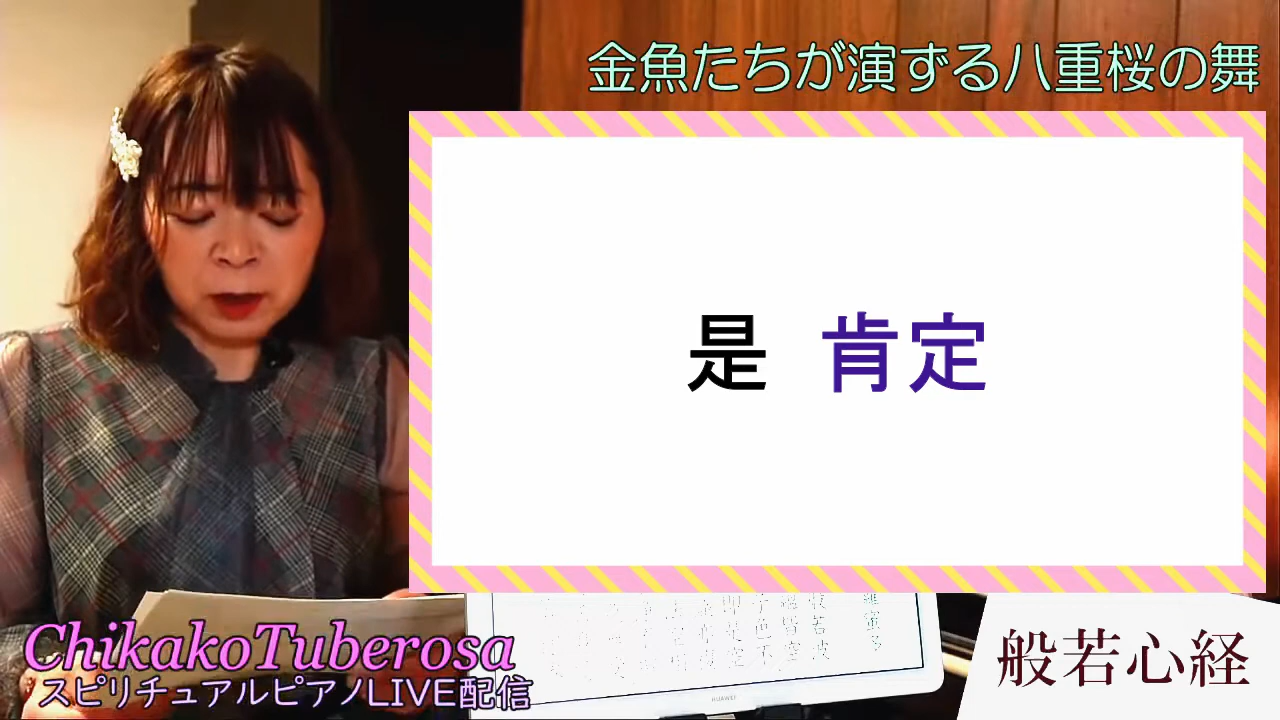 金魚たちが演ずる八重桜の舞
是 肯定
ChikakoTuberosa
スピリチュアルピアノLIVE配信
HUAWEI
般若心経